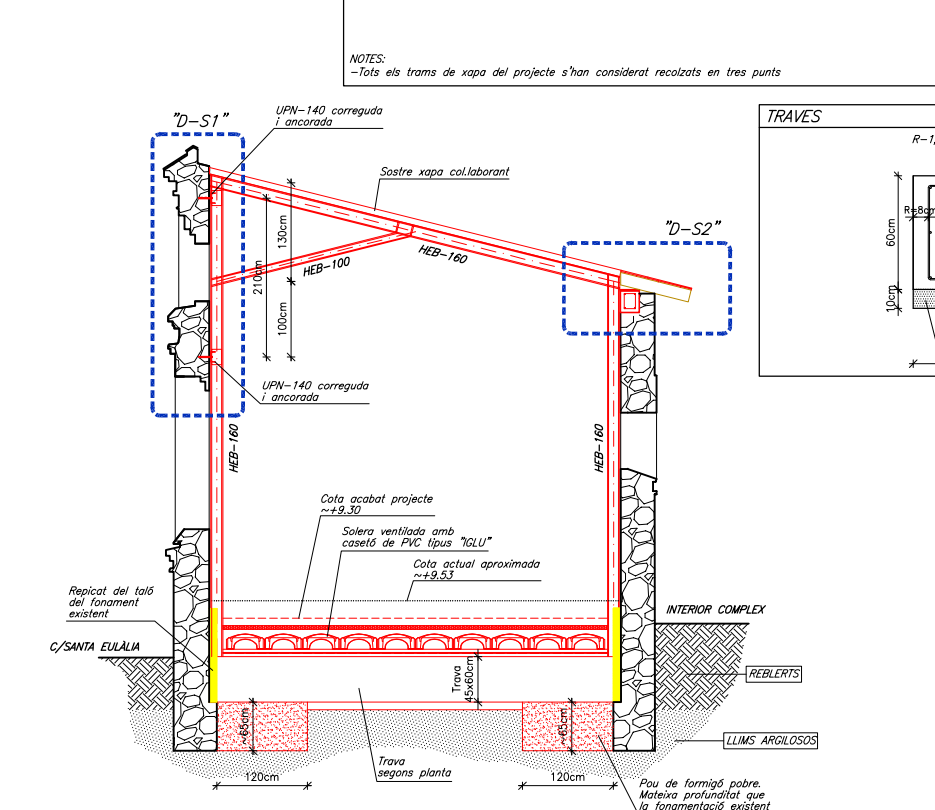 NOTES:
-Tots els trams de xapa del projecte s'han considerat recolzats en tres punts
"D-S1"
UPN-140 correguda
i ancorada
TRAVES
R-1,
Sostre xapa col.laborant
"D-S2"
130cm
210cm
100cm
HEB-100
HEB-160
R=8cm
60cm
10cm
UPN-140 correguda
i ancorada
HEB-160
HEB-160
Cota acabat projecte
~+9.30
Solera ventilada amb
casetó de PVC tipus "IGLU"
Cota actual aproximada
~+9.53
Repicat del taló
del fonament
existent
INTERIOR COMPLEX
C/SANTA EULÀLIA
REBLERTS
Trava
45x60cm
~65cm
~65cm
LLIMS ARGILOSOS
Trava
segons planta
120cm
120cm
Pou de formigó pobre.
Mateixa profunditat que
la fonamentació existent